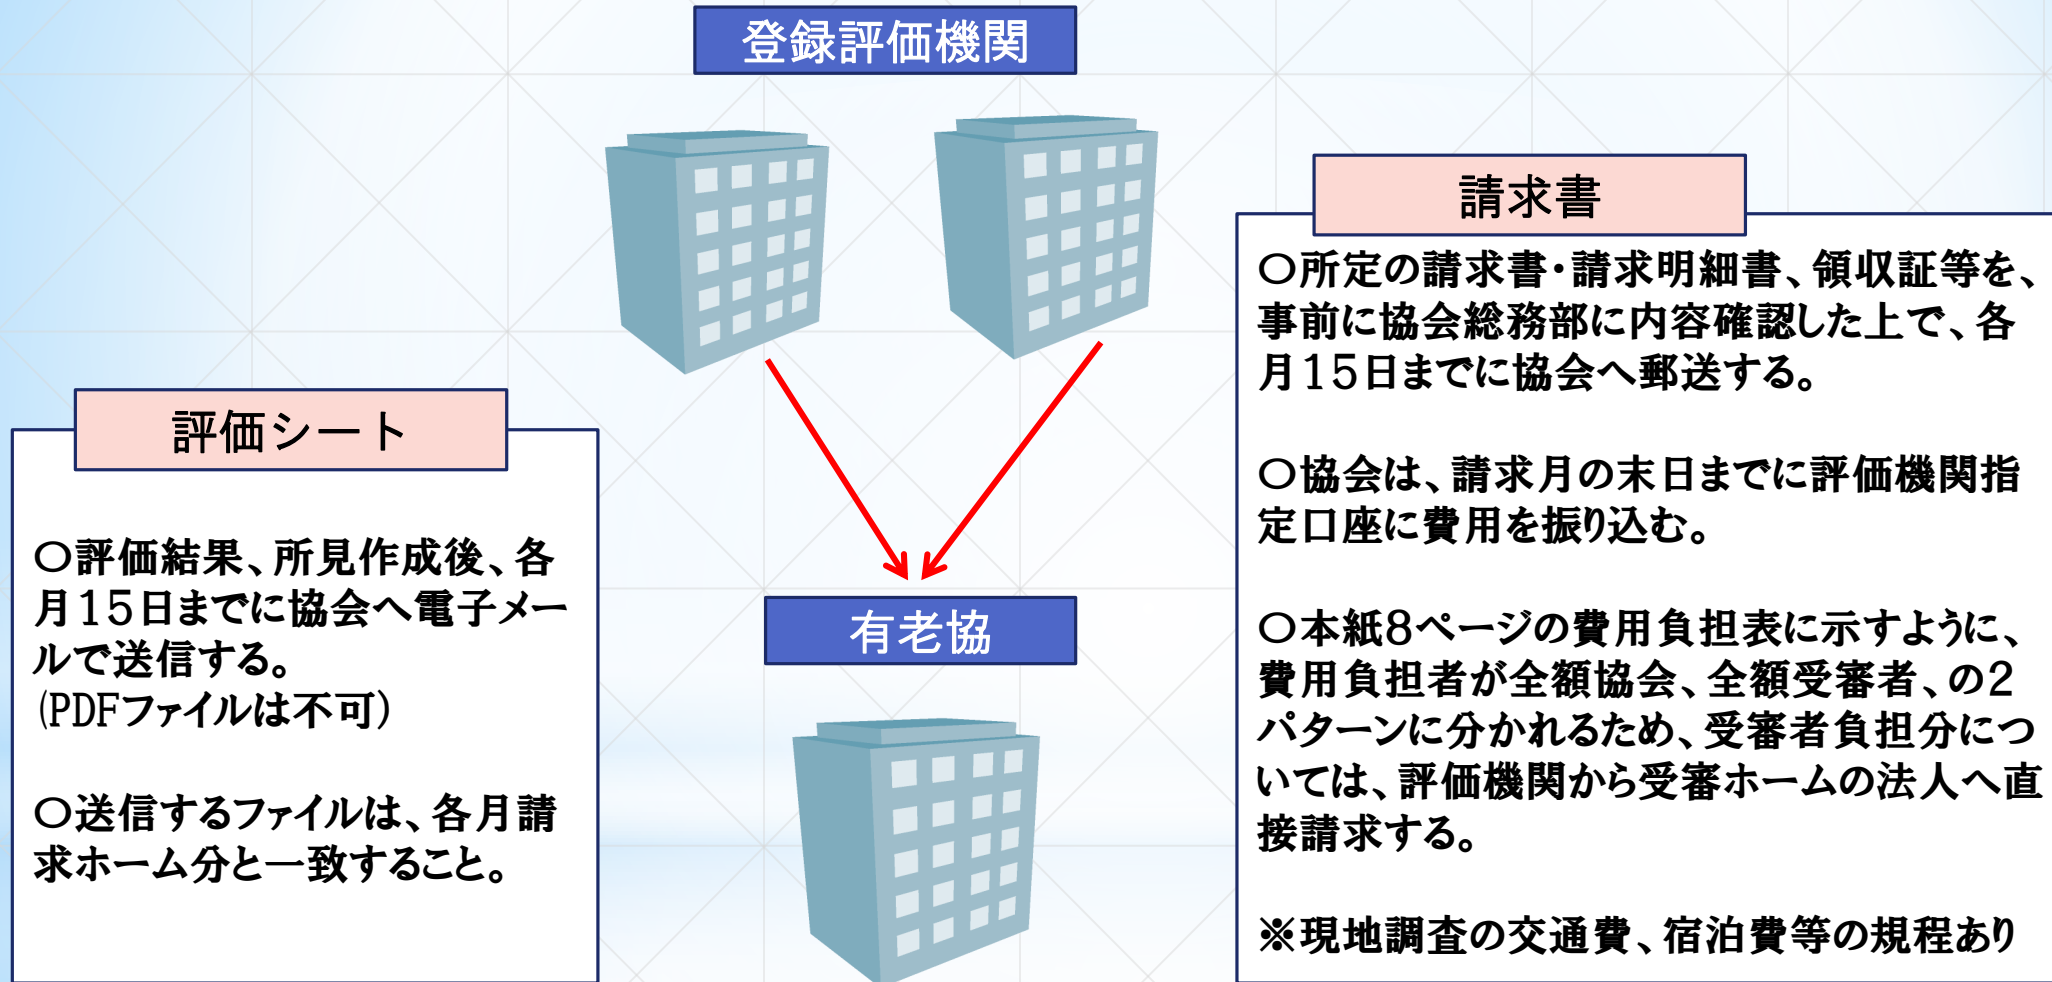 登録評価機関
評価シート
〇評価結果、所見作成後、各
月15日までに協会へ電子メー
ルで送信する。
(PDFファイルは不可)
〇送信するファイルは、各月請
求ホーム分と一致すること。
有老協
請求書
〇所定の請求書・請求明細書、領収証等を、
事前に協会総務部に内容確認した上で、各
月15日までに協会へ郵送する。
〇協会は、請求月の末日までに評価機関指
定口座に費用を振り込む。
〇本紙8ページの費用負担表に示すように、
費用負担者が全額協会、全額受審者、の2
パターンに分かれるため、受審者負担分につ
いては、評価機関から受審ホームの法人へ直
接請求する。
※現地調査の交通費、宿泊費等の規程あり